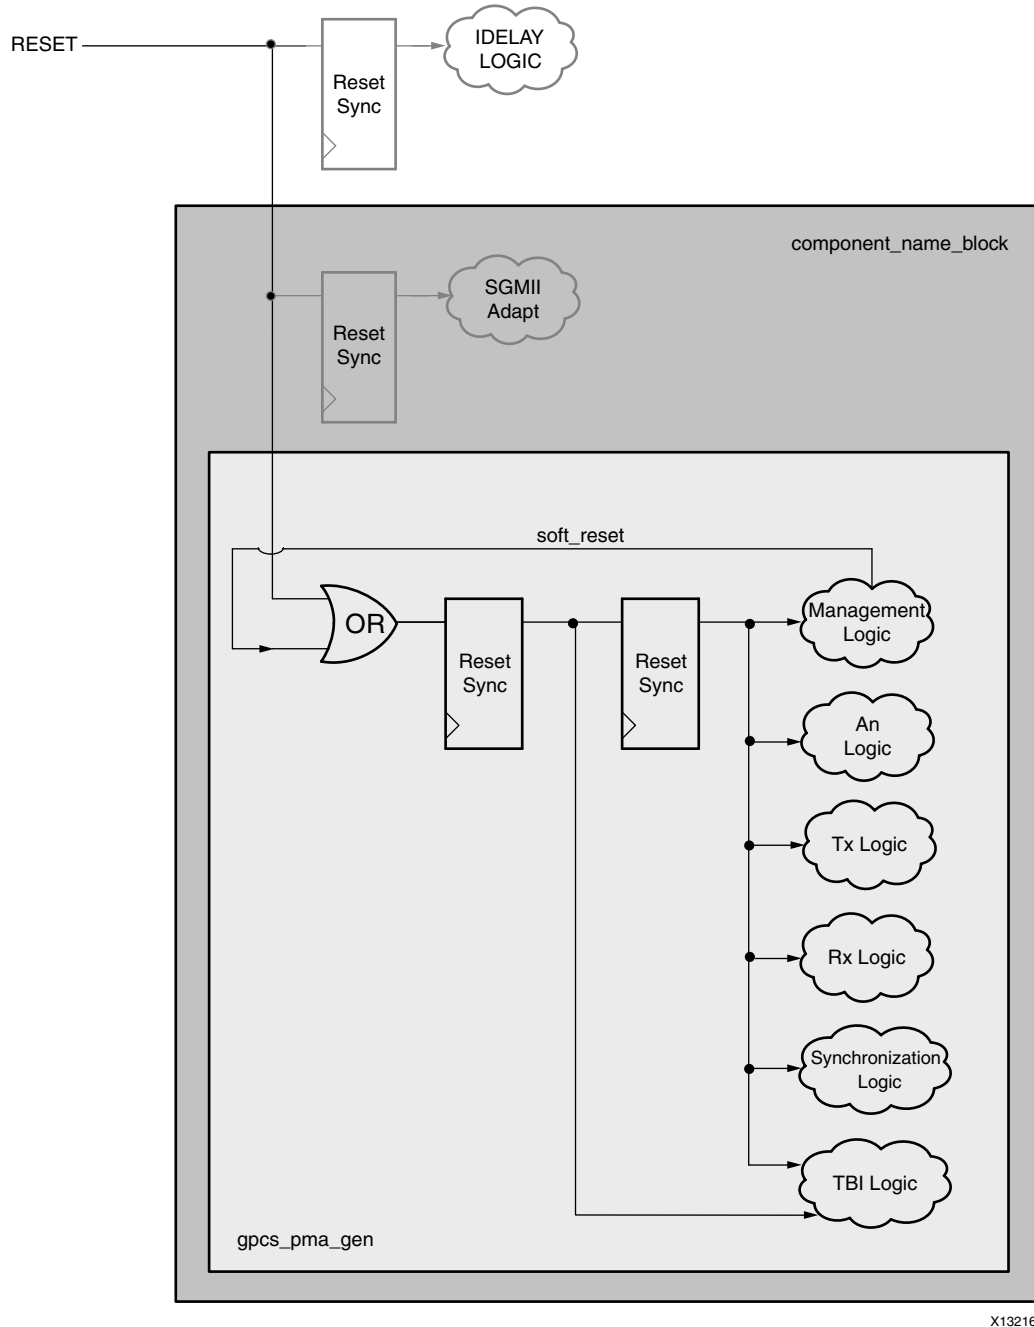 RESET
Reset
Sync
IDELAY
LOGIC
component_name_block
Reset
Sync
SGMII
Adapt
soft_reset
OR
Reset
Sync
Reset
Sync
Management
Logic
An
Logic
Tx Logic
Rx Logic
Synchronization
Logic
TBI Logic
gpcs_pma_gen
X13216